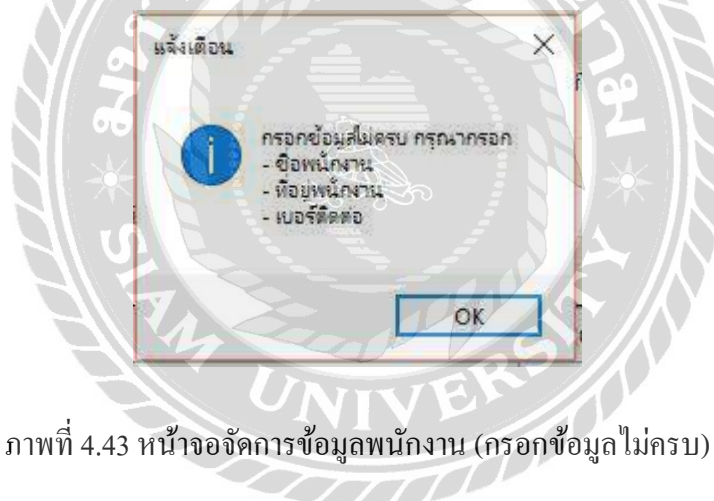 แจ้งเตือน
กรอกข้อมูลไม่ครบ กรุณากรอก
- ชื่อพนักงาน
- ที่อยู่พนักงาน
- เบอร์ติดต่อ
OK
SIAM UNIVERSITY
ภาพที่ 4.43 หน้าจอจัดการข้อมูลพนักงาน (กรอกข้อมูลไม่ครบ)